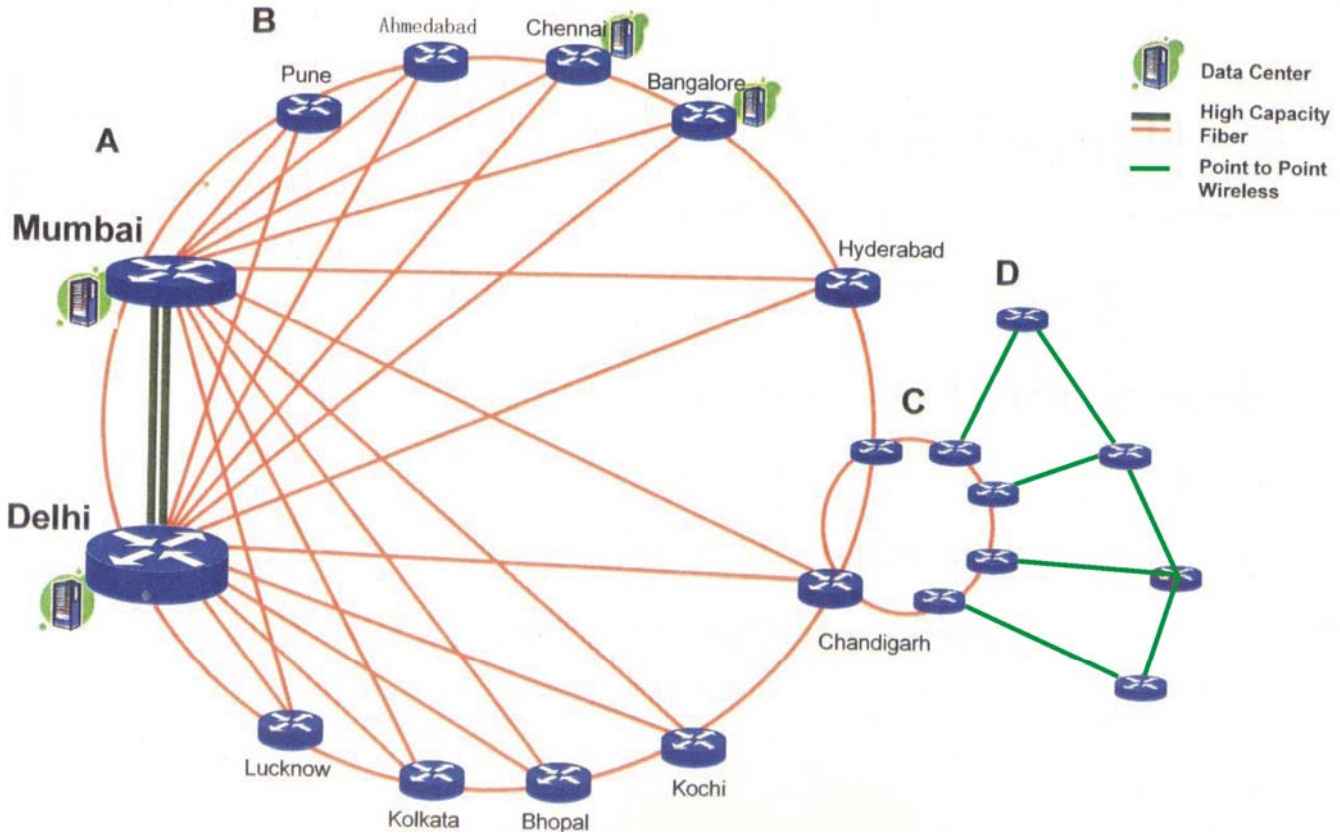 B
Ahmedabad
Chennai
Pune
Bangalore
Data Center
High Capacity
Fiber
Point to Point
Wireless
A
Mumbai
Hyderabad
D
C
Delhi
Chandigarh
Lucknow
Kolkata
Bhopal
Kochi